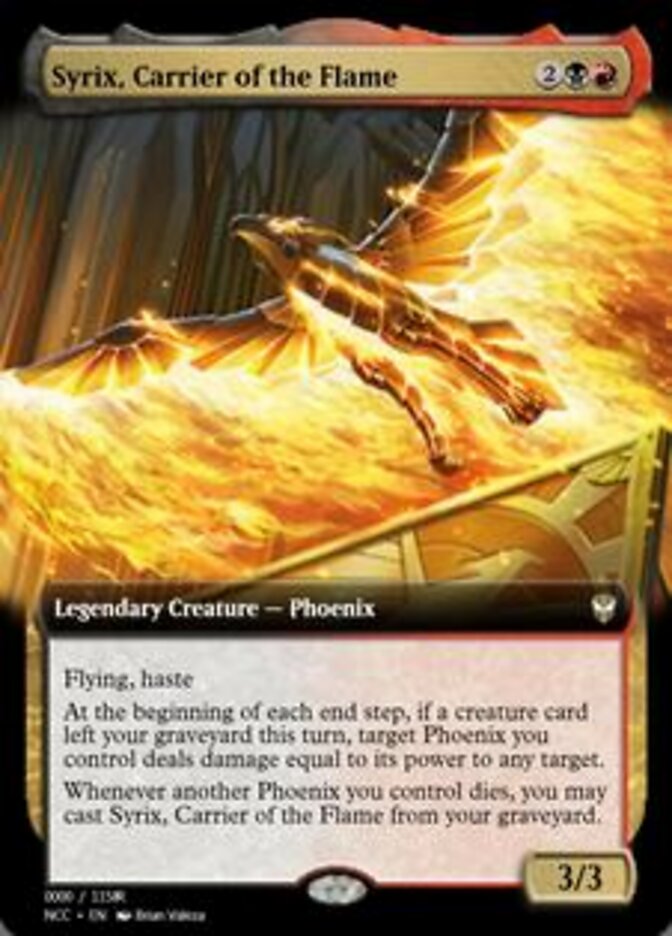 Syrix, Carrier of the Flame 2
Legendary Creature — Phoenix
Flying, haste
At the beginning of each end step, if a creature card
left your graveyard this turn, target Phoenix you
control deals damage equal to its power to any target.
Whenever another Phoenix you control dies, you may
cast Syrix, Carrier of the Flame from your graveyard.
3/3
NCC • EN Brian Valeza